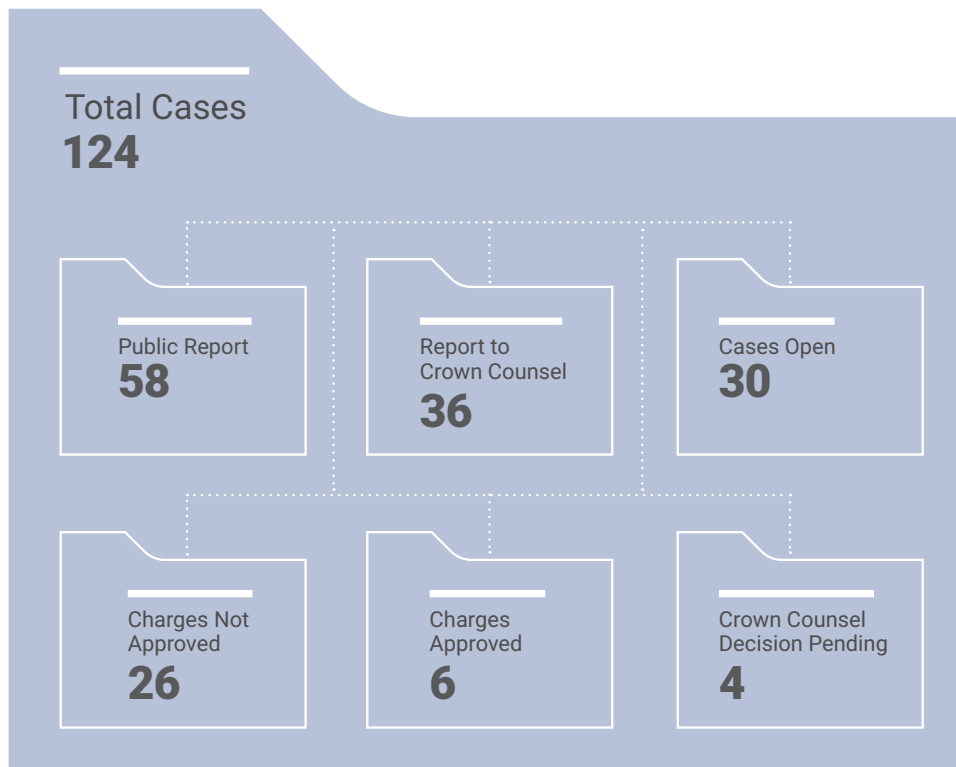 Total Cases
124
Public Report
58
Report to
Crown Counsel
36
Cases Open
30
Charges Not
Approved
26
Charges
Approved
6
Crown Counsel
Decision Pending
4